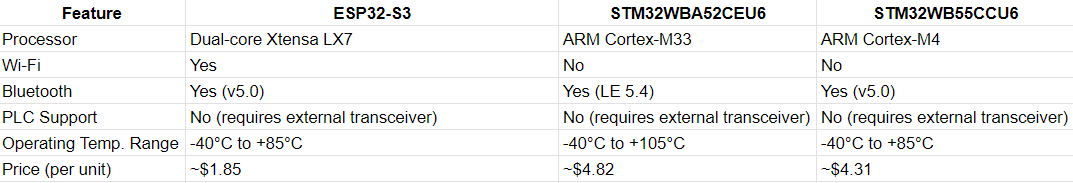 Feature ESP32-S3 STM32WBA52CEU6 STM32WB55CCU6
Processor Dual-core Xtensa LX7 ARM Cortex-M33 ARM Cortex-M4
Wi-Fi Yes No No
Bluetooth Yes (v5.0) Yes (LE 5.4) Yes (v5.0)
PLC Support No (requires external transceiver) No (requires external transceiver) No (requires external transceiver)
Operating Temp. Range -40°C to +85°C -40°C to +105°C -40°C to +85°C
Price (per unit) ~$1.85 ~$4.82 ~$4.31